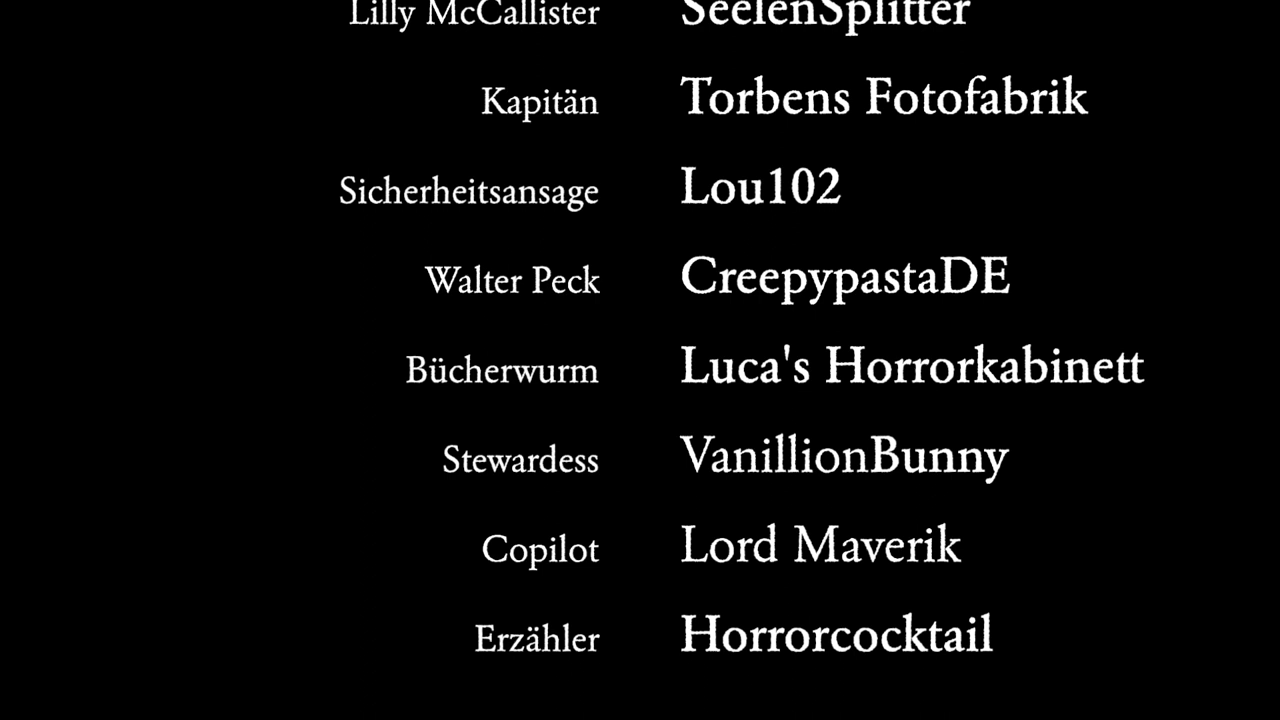 Lilly McCallister SeelenSplitter
Kapitän Torbens Fotofabrik
Sicherheitsansage Lou102
Walter Peck CreepypastaDE
Bücherwurm Luca's Horrorkabinett
Stewardess VanillionBunny
Copilot Lord Maverik
Erzähler Horrorcocktail